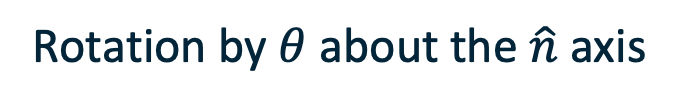 Rotation by θ about the n̂ axis